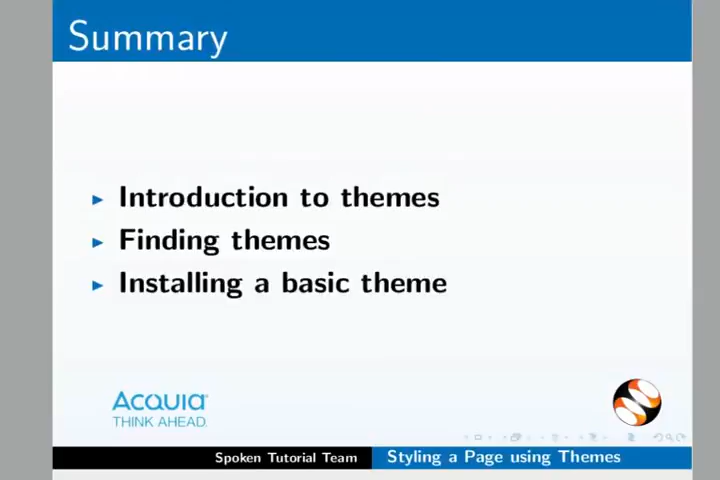 Summary
Introduction to themes
Finding themes
Installing a basic theme
Acquia
THINK AHEAD.
Spoken Tutorial Team
Styling a Page using Themes